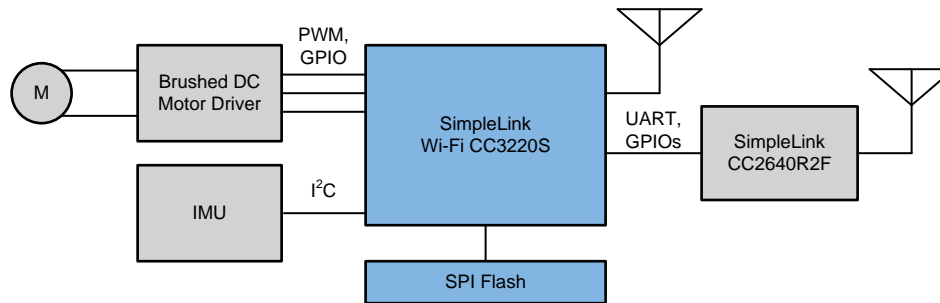 M
Brushed DC
Motor Driver
PWM,
GPIO
SimpleLink
Wi-Fi CC3220S
UART,
GPIOs
SimpleLink
CC2640R2F
IMU
I²C
SPI Flash